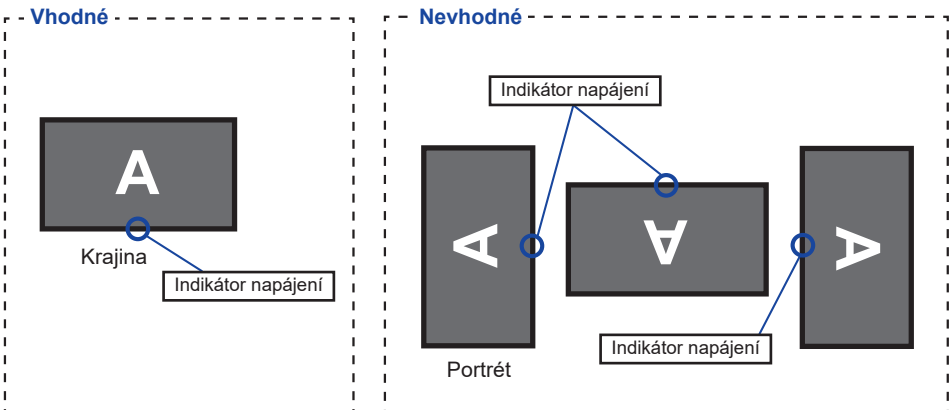 Vhodné
A
Krajina
Indikátor napájení
Nevhodné
Indikátor napájení
A
A
A
Indikátor napájení
Portrét